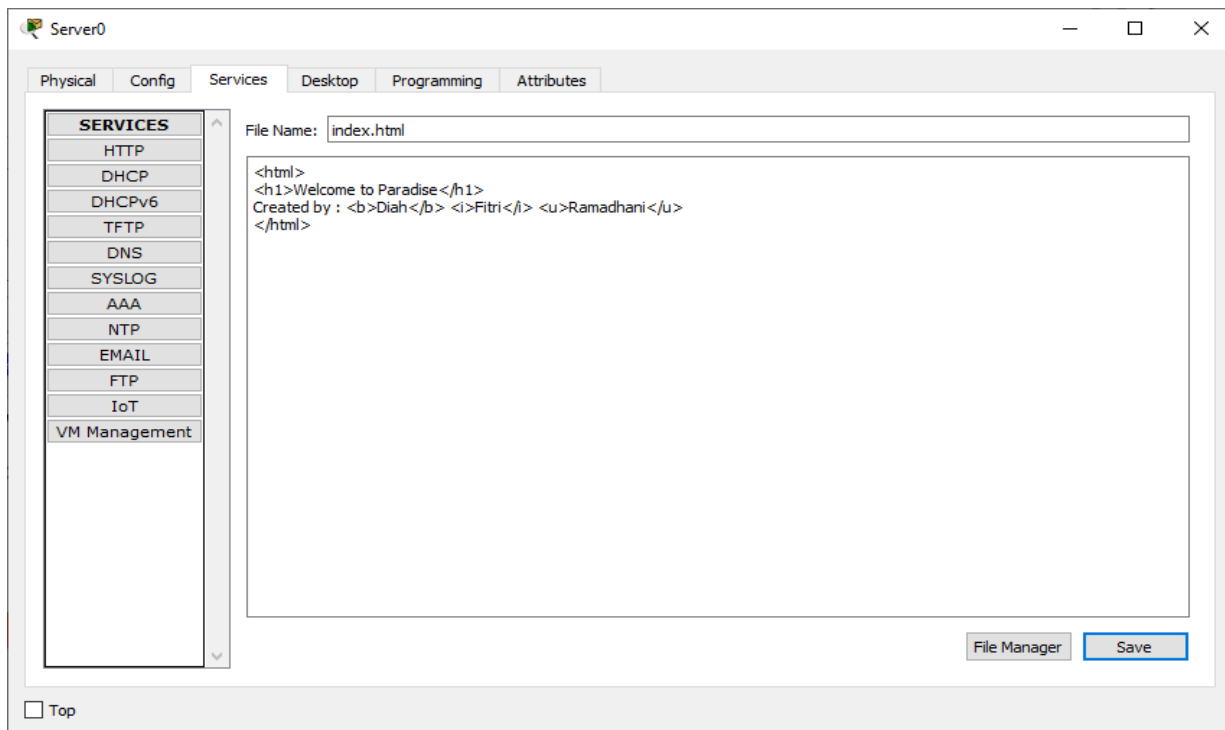 Server0
Physical Config Services Desktop Programming Attributes
SERVICES
HTTP
DHCP
DHCPv6
TFTP
DNS
SYSLOG
AAA
NTP
EMAIL
FTP
IoT
VM Management
File Name: index.html
<html>
<h1>Welcome to Paradise</h1>
Created by : <b>Diah</b> <i>Fitri</i> <u>Ramadhani</u>
</html>
File Manager Save
Top